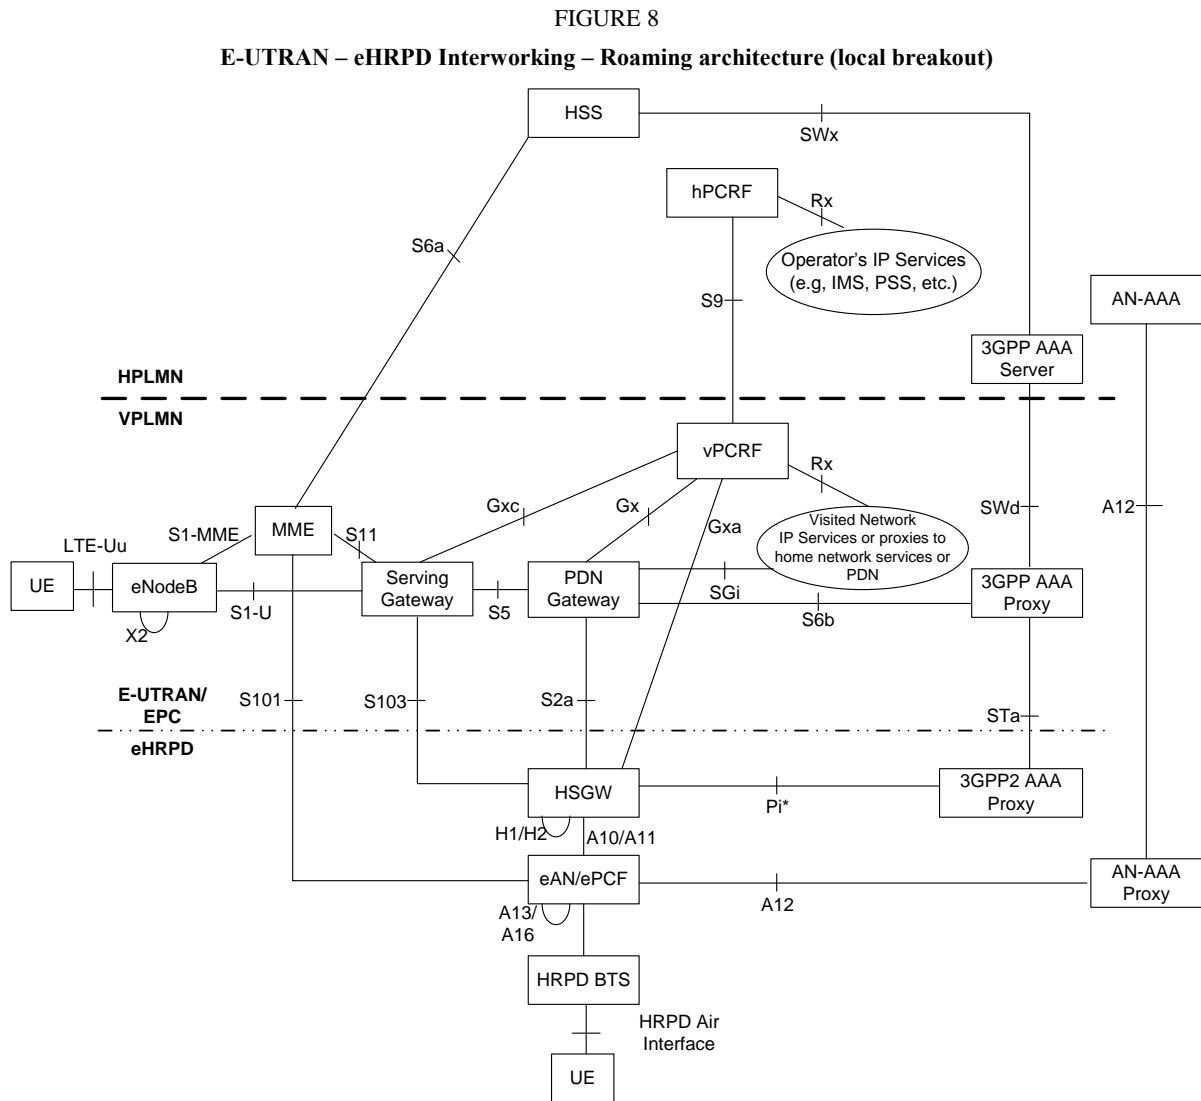 FIGURE 8
E-UTRAN – eHRPD Interworking – Roaming architecture (local breakout)
HSS
SWx
hPCRF
Rx
S6a
Operator's IP Services
(e.g, IMS, PSS, etc.)
S9
AN-AAA
3GPP AAA
Server
HPLMN
VPLMN
vPCRF
Rx
Gxc
Gx
Gxa
SWd
A12
Visited Network
IP Services or proxies to
home network services or
PDN
S1-MME
MME
S11
LTE-Uu
UE
eNodeB
Serving
Gateway
PDN
Gateway
3GPP AAA
Proxy
X2
S1-U
S5
SGi
S6b
E-UTRAN/
EPC
S101
S103
S2a
STa
eHRPD
HSGW
Pi*
3GPP2 AAA
Proxy
H1/H2
A10/A11
eAN/ePCF
A12
AN-AAA
Proxy
A13/
A16
HRPD BTS
HRPD Air
Interface
UE